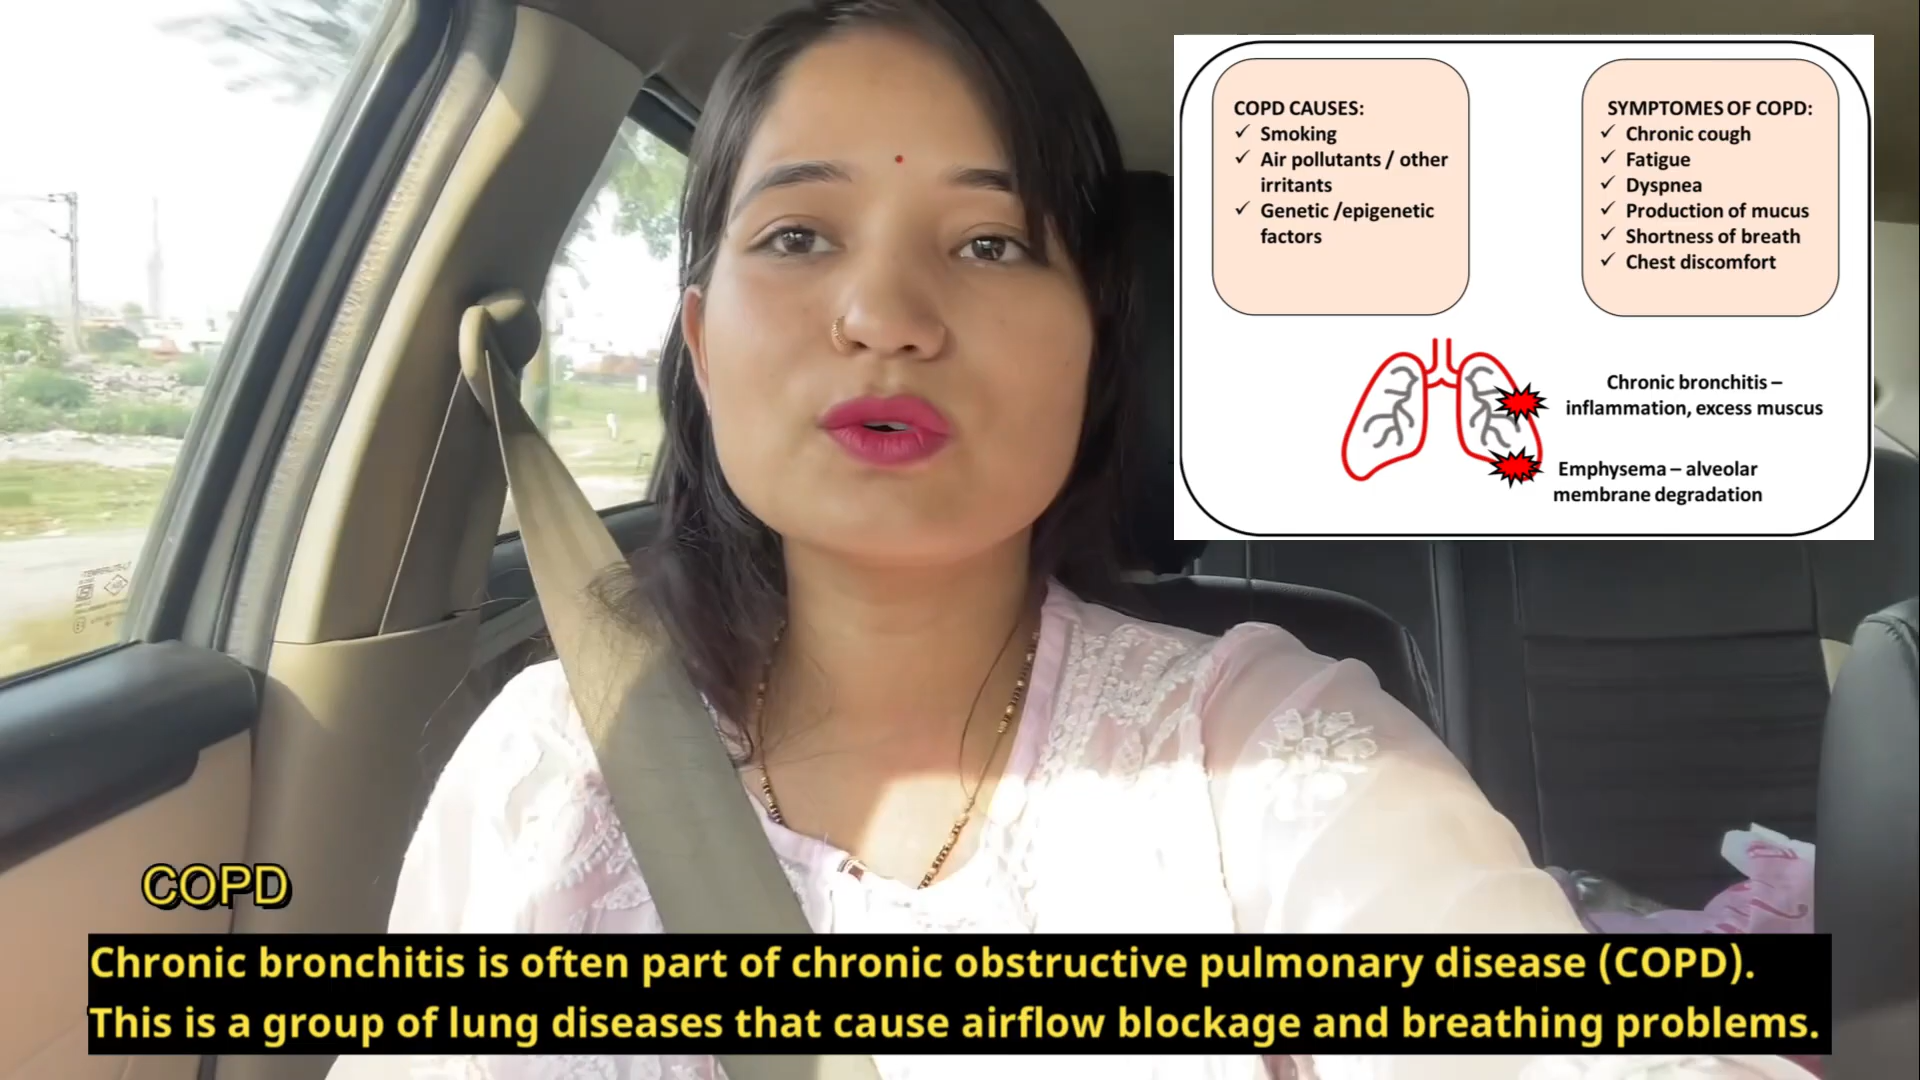 COPD CAUSES:
✓ Smoking
✓ Air pollutants / other
irritants
✓ Genetic /epigenetic
factors
SYMPTOMES OF COPD:
✓ Chronic cough
✓ Fatigue
✓ Dyspnea
✓ Production of mucus
✓ Shortness of breath
✓ Chest discomfort
Chronic bronchitis –
inflammation, excess muscus
Emphysema – alveolar
membrane degradation
COPD
Chronic bronchitis is often part of chronic obstructive pulmonary disease (COPD).
This is a group of lung diseases that cause airflow blockage and breathing problems.